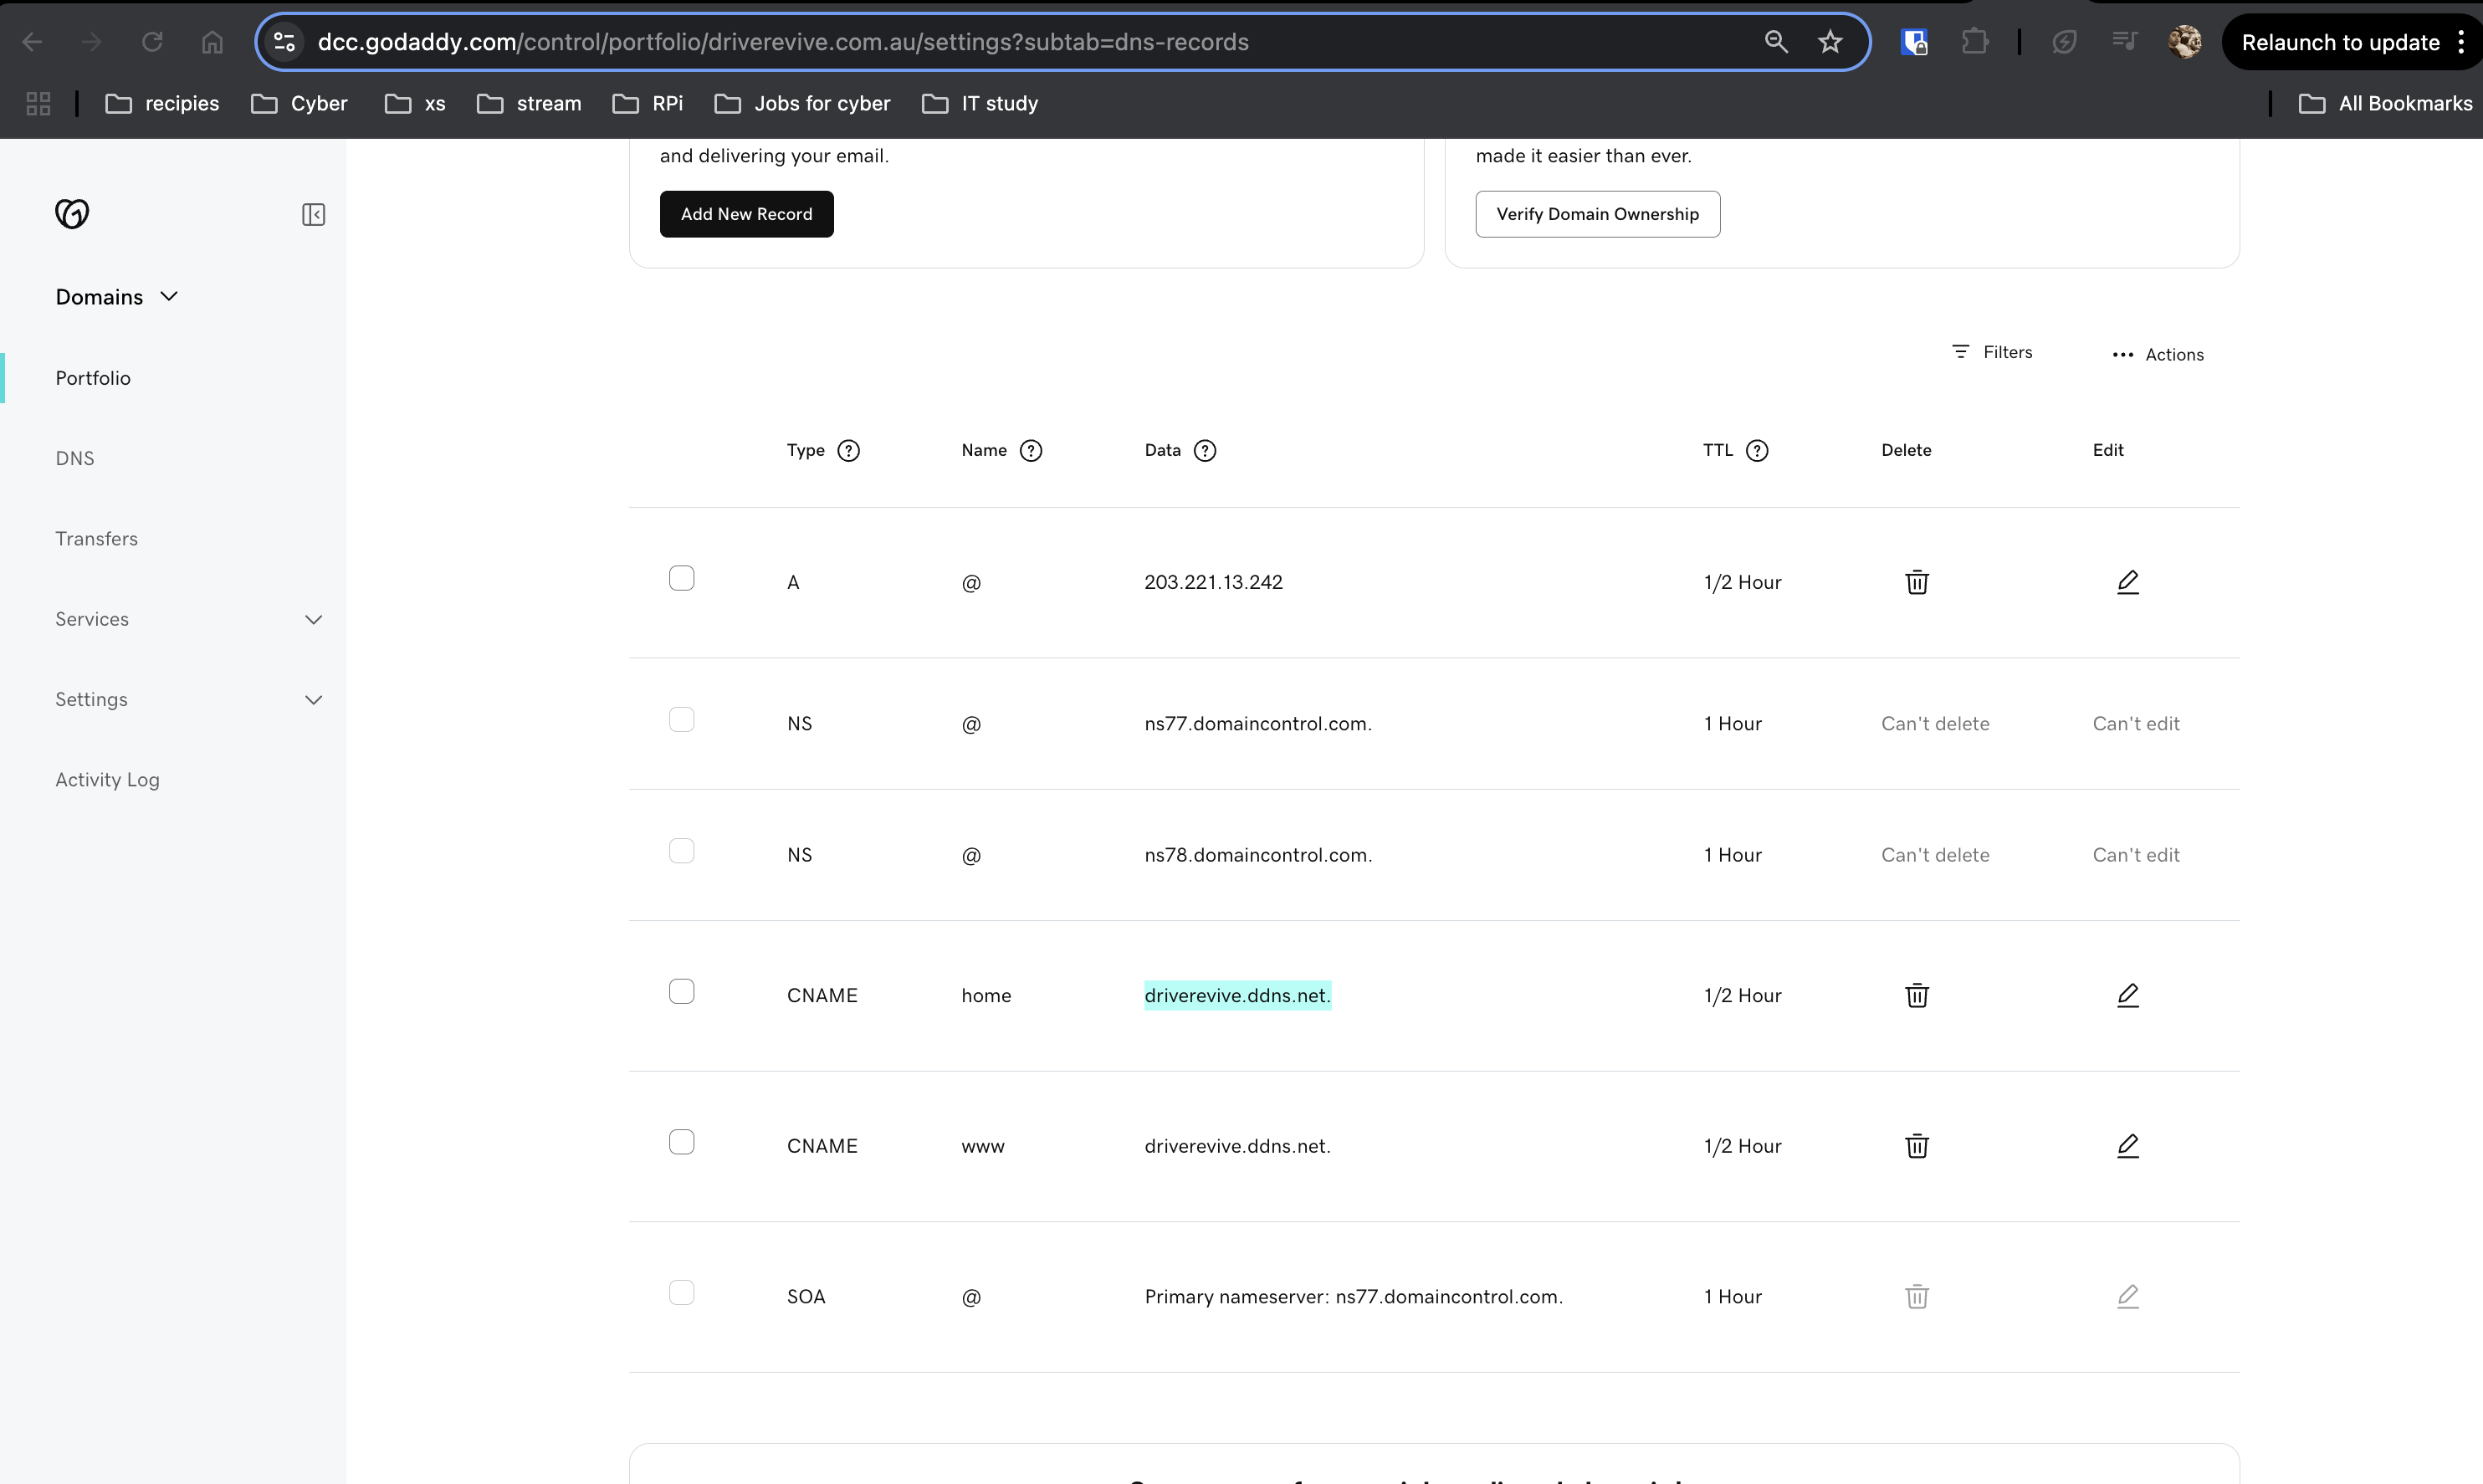 dcc.godaddy.com/control/portfolio/driverevive.com.au/settings?subtab=dns-records
Relaunch to update
recipies Cyber xs stream RPi Jobs for cyber IT study All Bookmarks
and delivering your email.
Add New Record
made it easier than ever.
Verify Domain Ownership
Domains
Portfolio
DNS
Transfers
Services
Settings
Activity Log
Filters Actions
Type Name Data TTL Delete Edit
A @ 203.221.13.242 1/2 Hour
NS @ ns77.domaincontrol.com. 1 Hour Can't delete Can't edit
NS @ ns78.domaincontrol.com. 1 Hour Can't delete Can't edit
CNAME home driverevive.ddns.net. 1/2 Hour
CNAME www driverevive.ddns.net. 1/2 Hour
SOA @ Primary nameserver: ns77.domaincontrol.com. 1 Hour